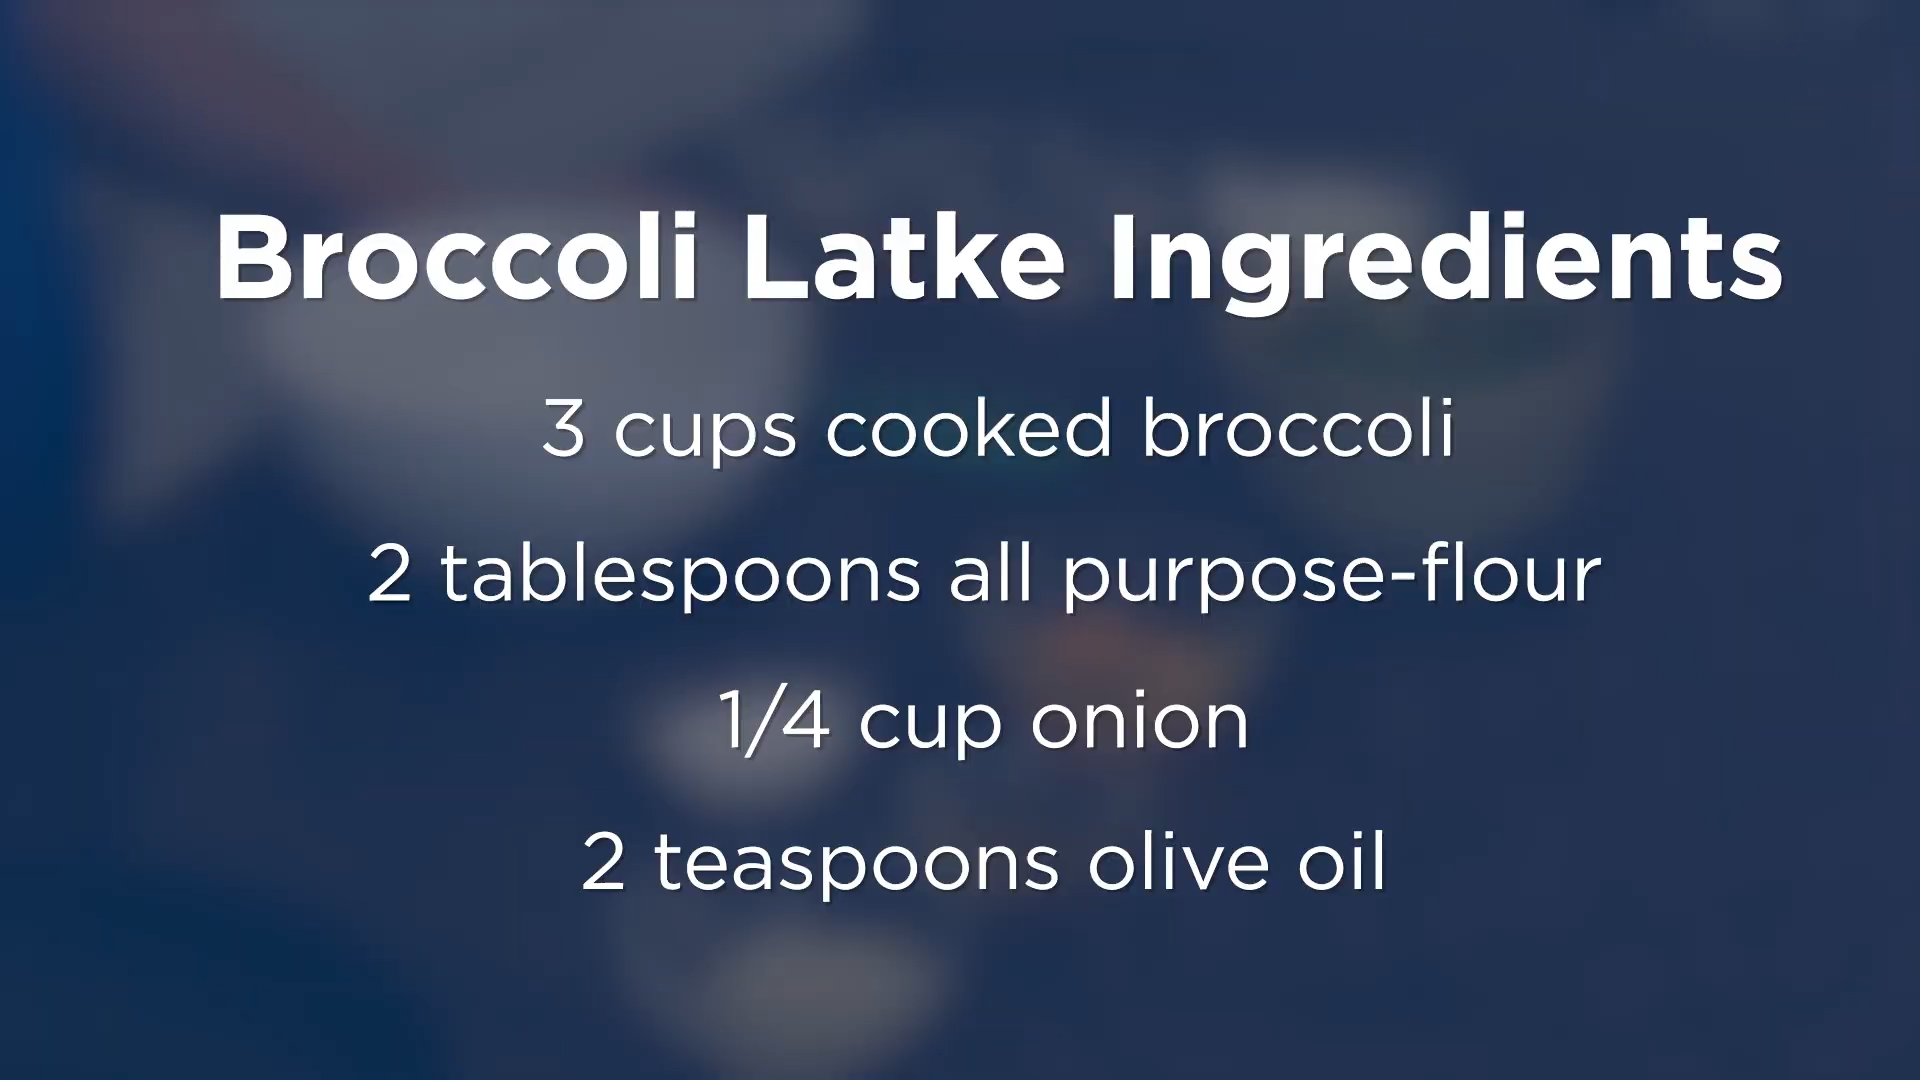 Broccoli Latke Ingredients
3 cups cooked broccoli
2 tablespoons all purpose-flour
1/4 cup onion
2 teaspoons olive oil